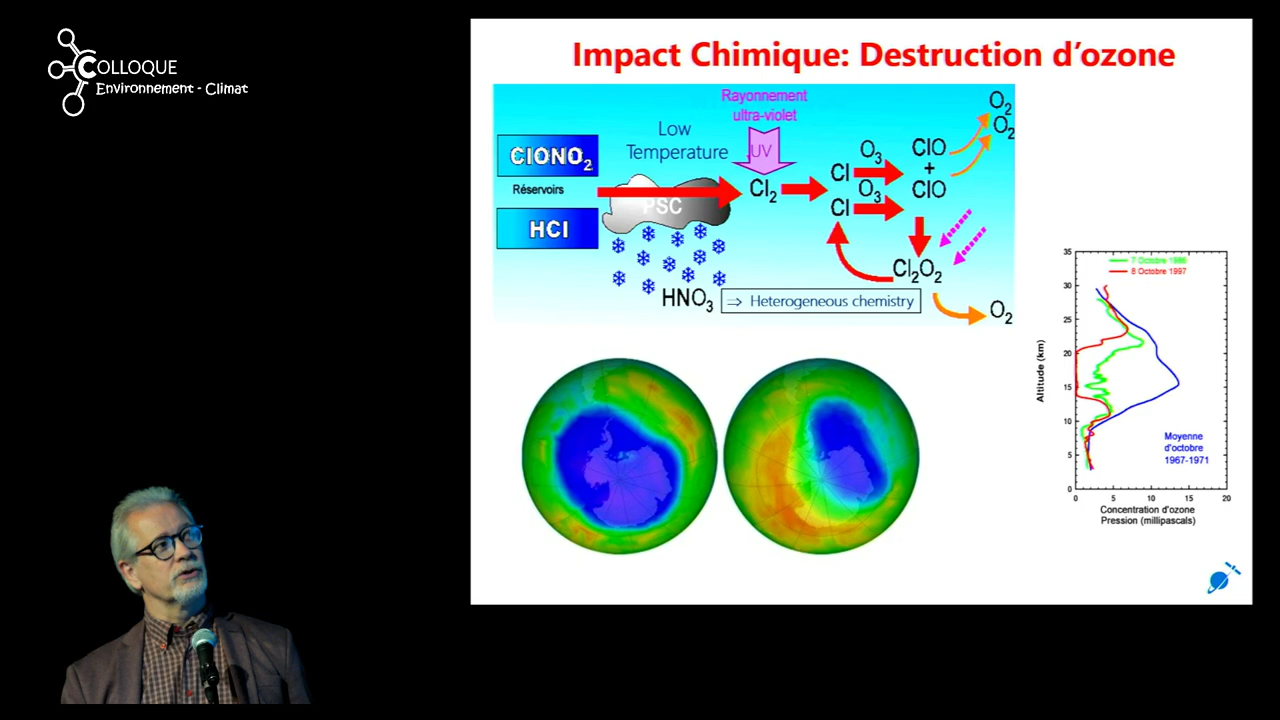 COLLOQUE
Environnement - Climat
Impact Chimique: Destruction d'ozone
Rayonnement
ultra-violet
Low
Temperature
UV
ClONO2
Réservoirs
HCl
PSC
HNO3
Cl2
Cl
O3
Cl
O3
ClO
+
ClO
O2
O2
Cl2O2
O2
⇒ Heterogeneous chemistry
7 Octobre 1986
8 Octobre 1997
35
30
25
20
15
10
5
0
Altitude (km)
Moyenne
d'octobre
1967-1971
0 5 10 15 20
Concentration d'ozone
Pression (millipascals)